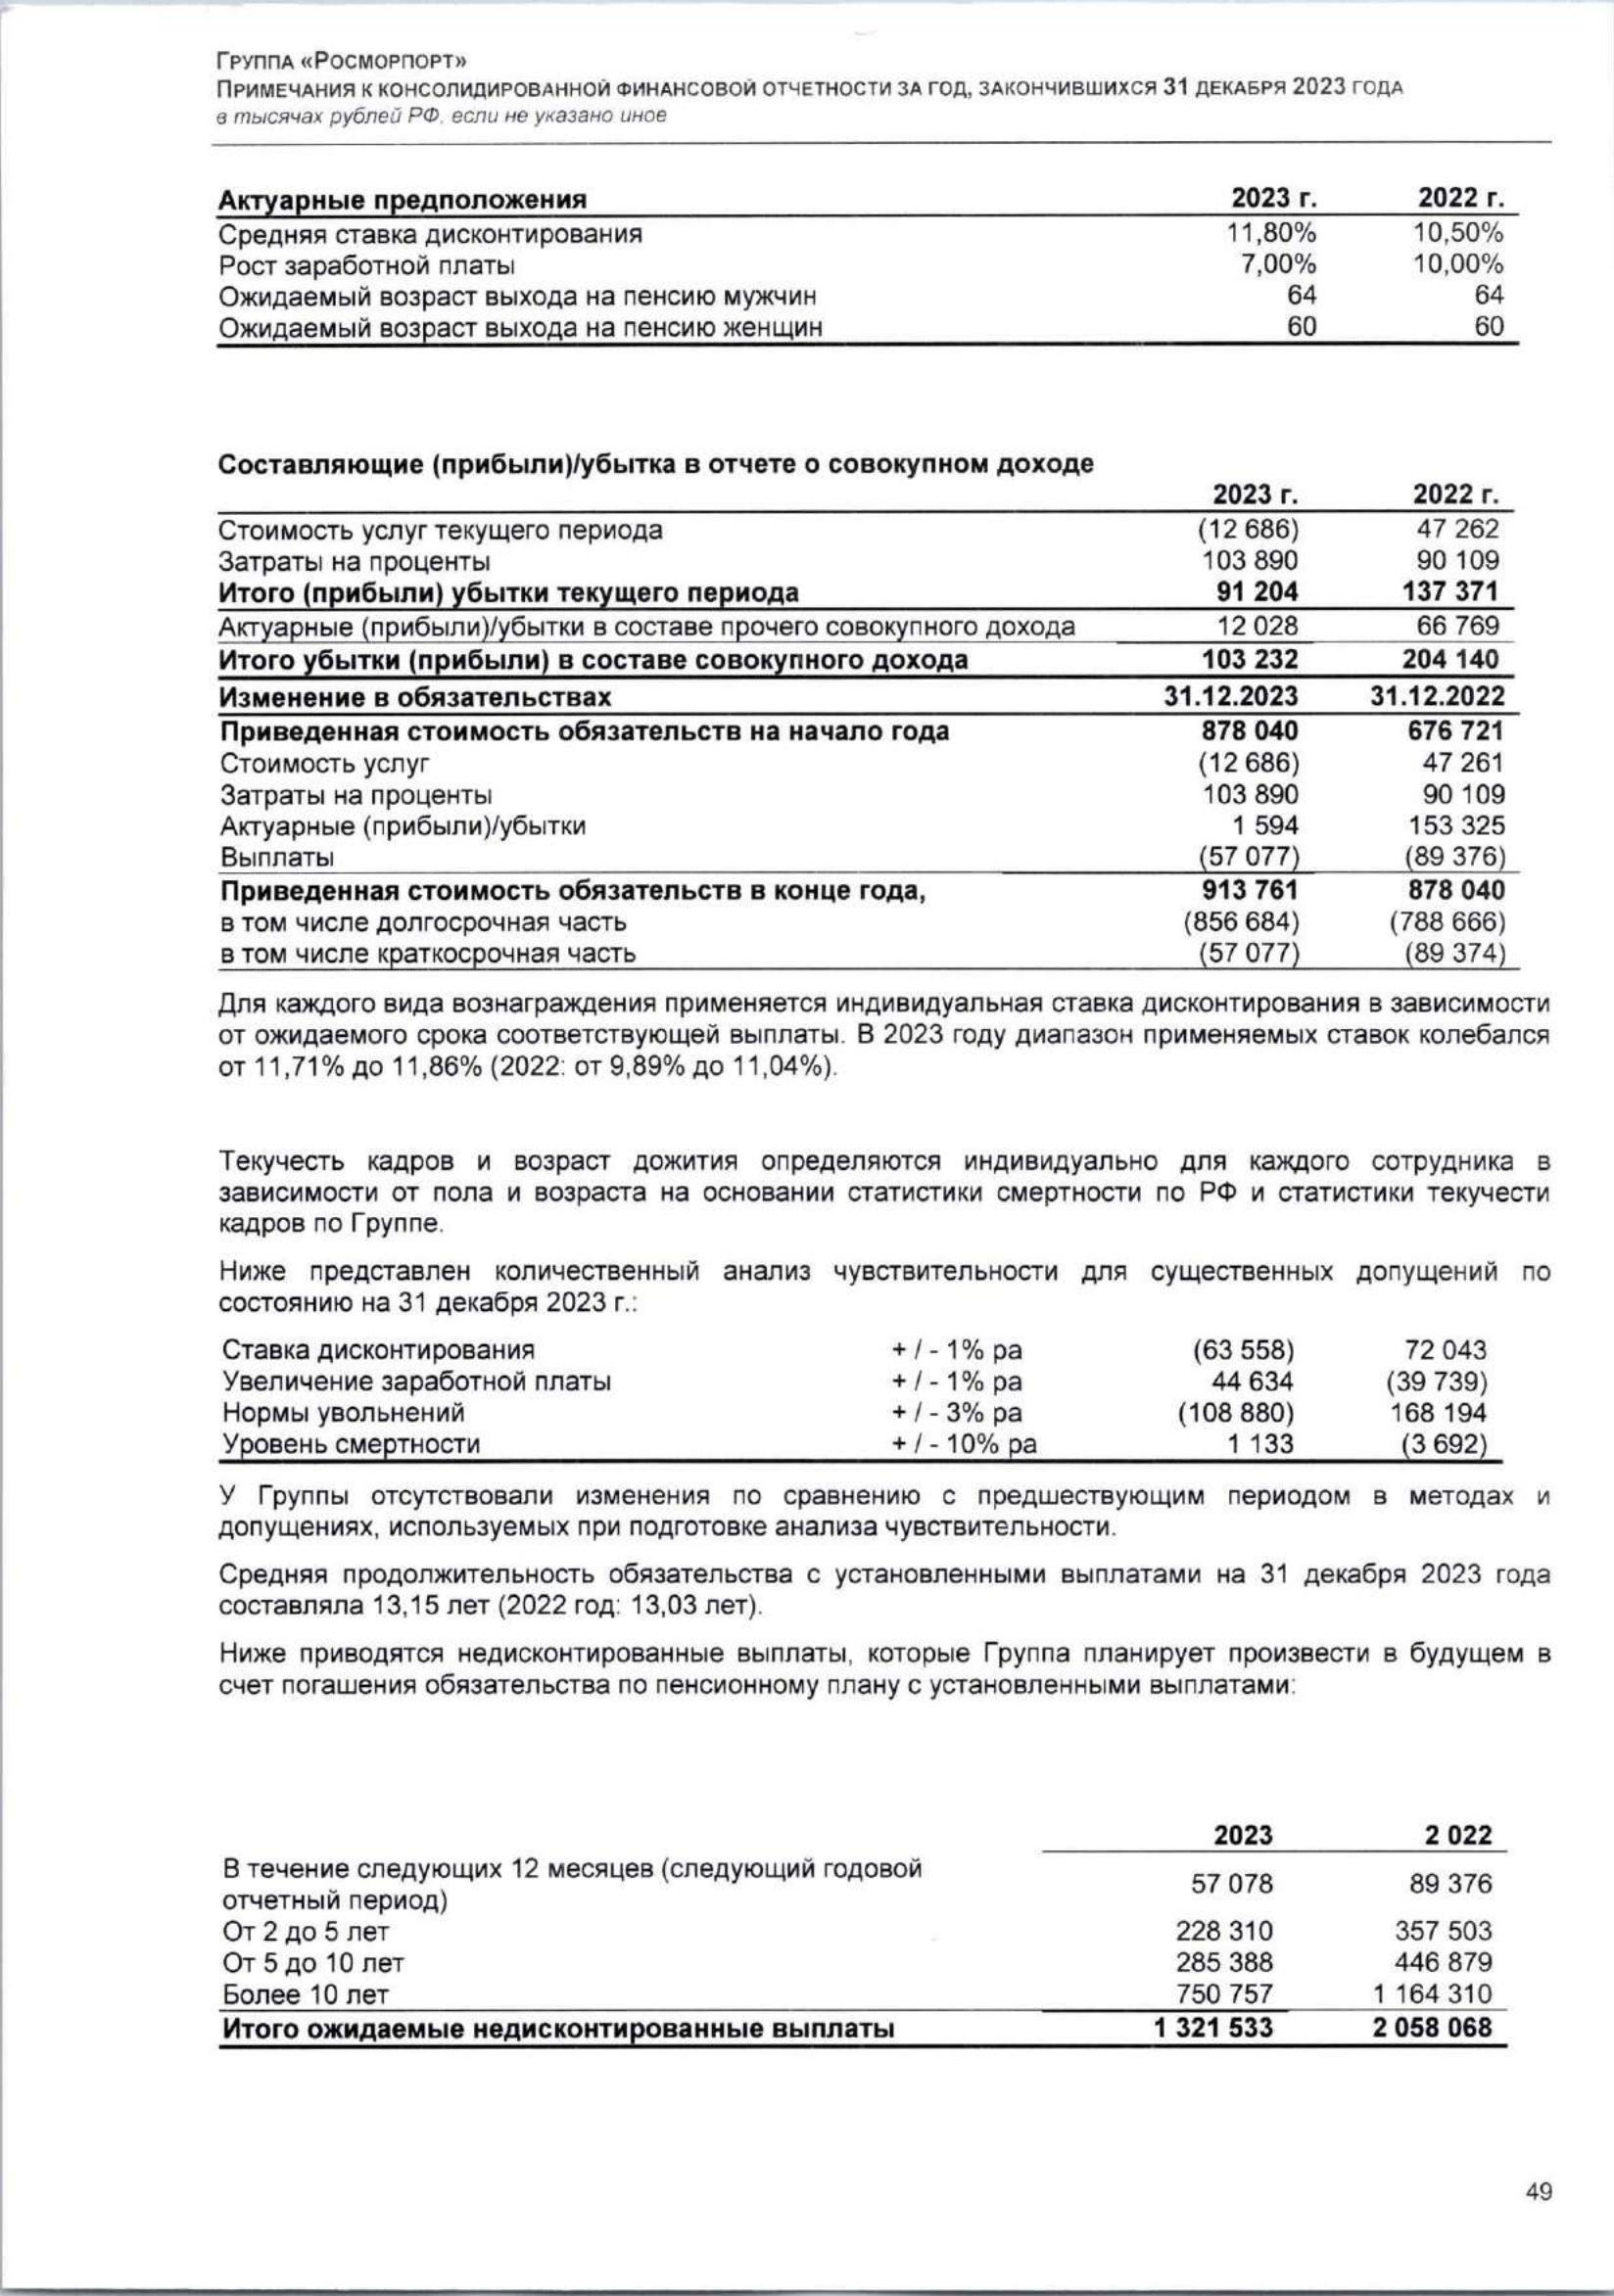 ГРУППА «РОСМОРПОРТ»
ПРИМЕЧАНИЯ К КОНСОЛИДИРОВАННОЙ ФИНАНСОВОЙ ОТЧЕТНОСТИ ЗА ГОД, ЗАКОНЧИВШИХСЯ 31 ДЕКАБРЯ 2023 ГОДА
в тысячах рублей РФ, если не указано иное
Актуарные предположения 2023 г. 2022 г.
Средняя ставка дисконтирования 11,80% 10,50%
Рост заработной платы 7,00% 10,00%
Ожидаемый возраст выхода на пенсию мужчин 64 64
Ожидаемый возраст выхода на пенсию женщин 60 60
Составляющие (прибыли)/убытка в отчете о совокупном доходе
2023 г. 2022 г.
Стоимость услуг текущего периода (12 686) 47 262
Затраты на проценты 103 890 90 109
Итого (прибыли) убытки текущего периода 91 204 137 371
Актуарные (прибыли)/убытки в составе прочего совокупного дохода 12 028 66 769
Итого убытки (прибыли) в составе совокупного дохода 103 232 204 140
Изменение в обязательствах 31.12.2023 31.12.2022
Приведенная стоимость обязательств на начало года 878 040 676 721
Стоимость услуг (12 686) 47 261
Затраты на проценты 103 890 90 109
Актуарные (прибыли)/убытки 1 594 153 325
Выплаты (57 077) (89 376)
Приведенная стоимость обязательств в конце года, 913 761 878 040
в том числе долгосрочная часть (856 684) (788 666)
в том числе краткосрочная часть (57 077) (89 374)
Для каждого вида вознаграждения применяется индивидуальная ставка дисконтирования в зависимости
от ожидаемого срока соответствующей выплаты. В 2023 году диапазон применяемых ставок колебался
от 11,71% до 11,86% (2022: от 9,89% до 11,04%).
Текучесть кадров и возраст дожития определяются индивидуально для каждого сотрудника в
зависимости от пола и возраста на основании статистики смертности по РФ и статистики текучести
кадров по Группе.
Ниже представлен количественный анализ чувствительности для существенных допущений по
состоянию на 31 декабря 2023 г.:
Ставка дисконтирования + / - 1% ра (63 558) 72 043
Увеличение заработной платы + / - 1% ра 44 634 (39 739)
Нормы увольнений + / - 3% ра (108 880) 168 194
Уровень смертности + / - 10% ра 1 133 (3 692)
У Группы отсутствовали изменения по сравнению с предшествующим периодом в методах и
допущениях, используемых при подготовке анализа чувствительности.
Средняя продолжительность обязательства с установленными выплатами на 31 декабря 2023 года
составляла 13,15 лет (2022 год: 13,03 лет).
Ниже приводятся недисконтированные выплаты, которые Группа планирует произвести в будущем в
счет погашения обязательства по пенсионному плану с установленными выплатами:
2023 2 022
В течение следующих 12 месяцев (следующий годовой
отчетный период) 57 078 89 376
От 2 до 5 лет 228 310 357 503
От 5 до 10 лет 285 388 446 879
Более 10 лет 750 757 1 164 310
Итого ожидаемые недисконтированные выплаты 1 321 533 2 058 068
49